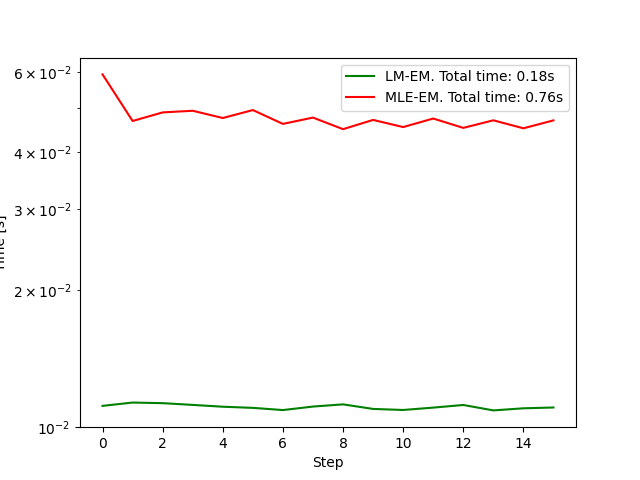 LM-EM. Total time: 0.18s
MLE-EM. Total time: 0.76s
6 × 10⁻²
4 × 10⁻²
3 × 10⁻²
2 × 10⁻²
10⁻²
[s]
0 2 4 6 8 10 12 14
Step